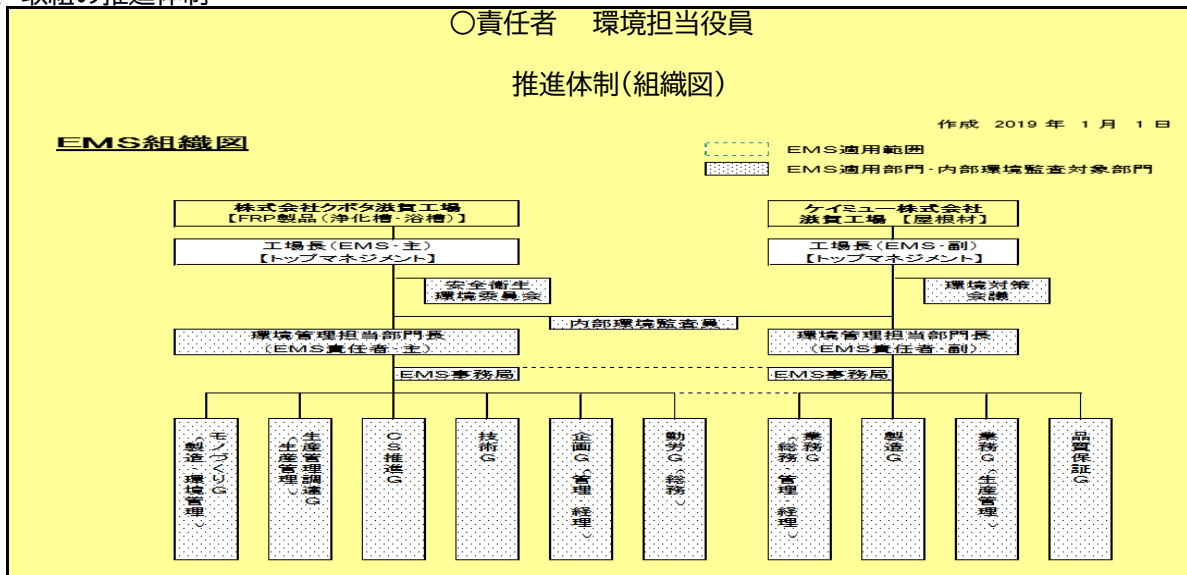 取組の推進体制
○責任者　環境担当役員
推進体制(組織図)
作成 2019 年 1 月 1 日
EMS組織図
EMS適用範囲
EMS適用部門・内部環境監査対象部門
株式会社クボタ滋賀工場
【FRP製品(浄化槽・浴槽)】
ケイミュー株式会社
滋賀工場 【屋根材】
工場長(EMS・主)
【トップマネジメント】
工場長(EMS・副)
【トップマネジメント】
安全衛生
環境委員会
環境対策
会議
内部環境監査員
環境管理担当部門長
(EMS責任者・主)
環境管理担当部門長
(EMS責任者・副)
EMS事務局
EMS事務局
モノづくりG
(製造・環境管理)
生産管理調達G
(生産管理)
CS推進G
技術G
企画G(管理・経理)
勤労G(総務)
業務G
(総務・管理・経理)
製造G
業務G(生産管理)
品質保証G